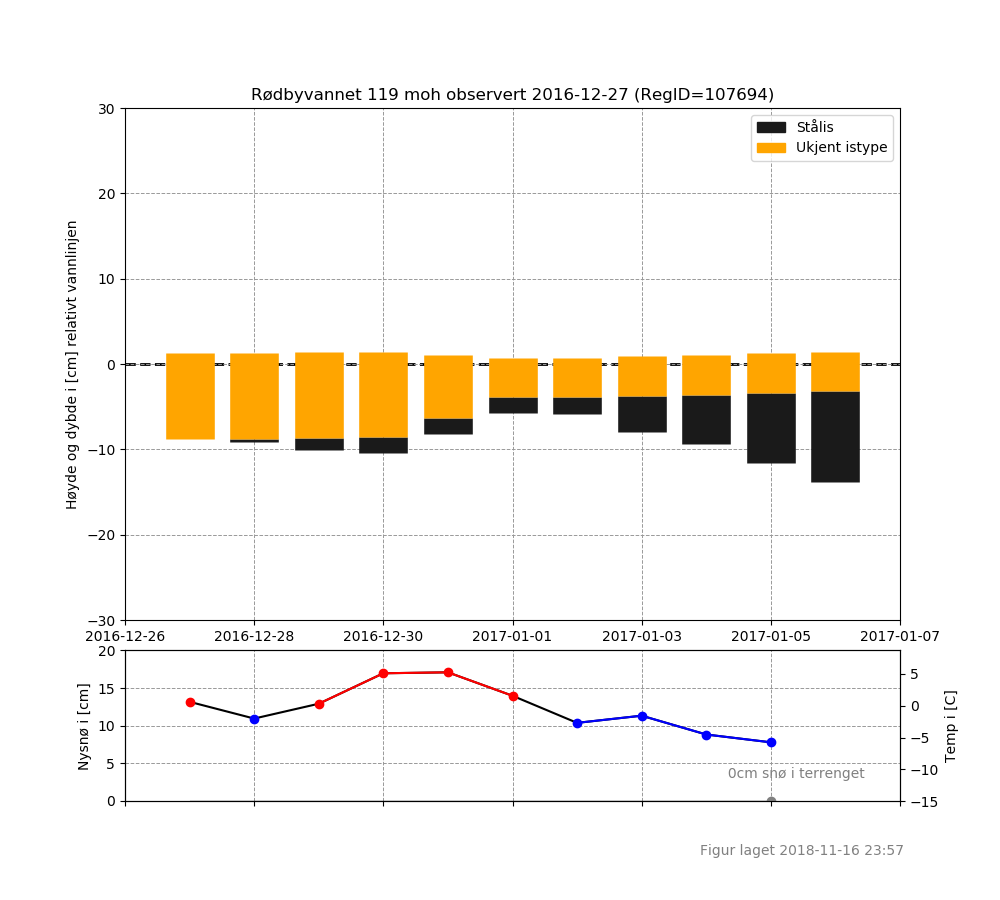 Rødbyvannet 119 moh observert 2016-12-27 (RegID=107694)
Stålis
Ukjent istype
Høyde og dybde i [cm] relativt vannlinjen
30
20
10
0
−10
−20
−30
2016-12-26 2016-12-28 2016-12-30 2017-01-01 2017-01-03 2017-01-05 2017-01-07
Nysnø i [cm]
20
15
10
5
0
5
0
−5
−10
−15
Temp i [C]
0cm snø i terrenget
Figur laget 2018-11-16 23:57